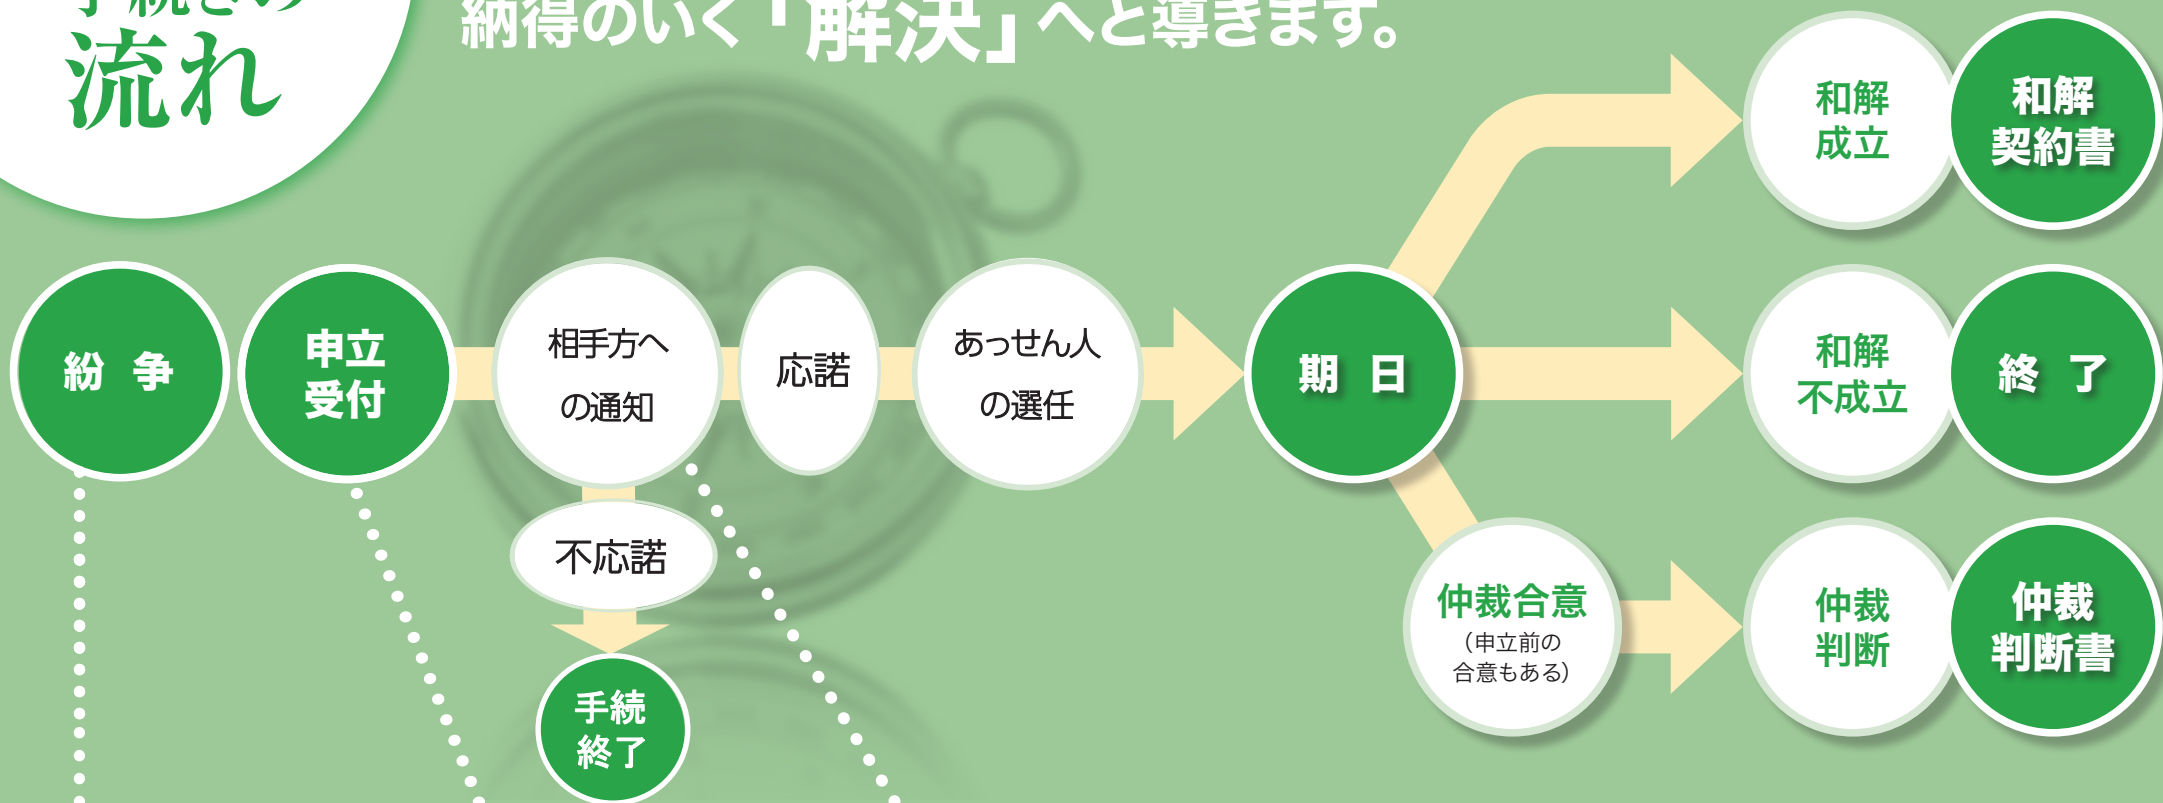 手続きの
流れ
納得のいく「解決」へと導きます。
紛 争
申立
受付
相手方へ
の通知
応諾
あっせん人
の選任
期 日
不応諾
手続
終了
和解
成立
和解
契約書
和解
不成立
終 了
仲裁合意
（申立前の
合意もある）
仲裁
判断
仲裁
判断書